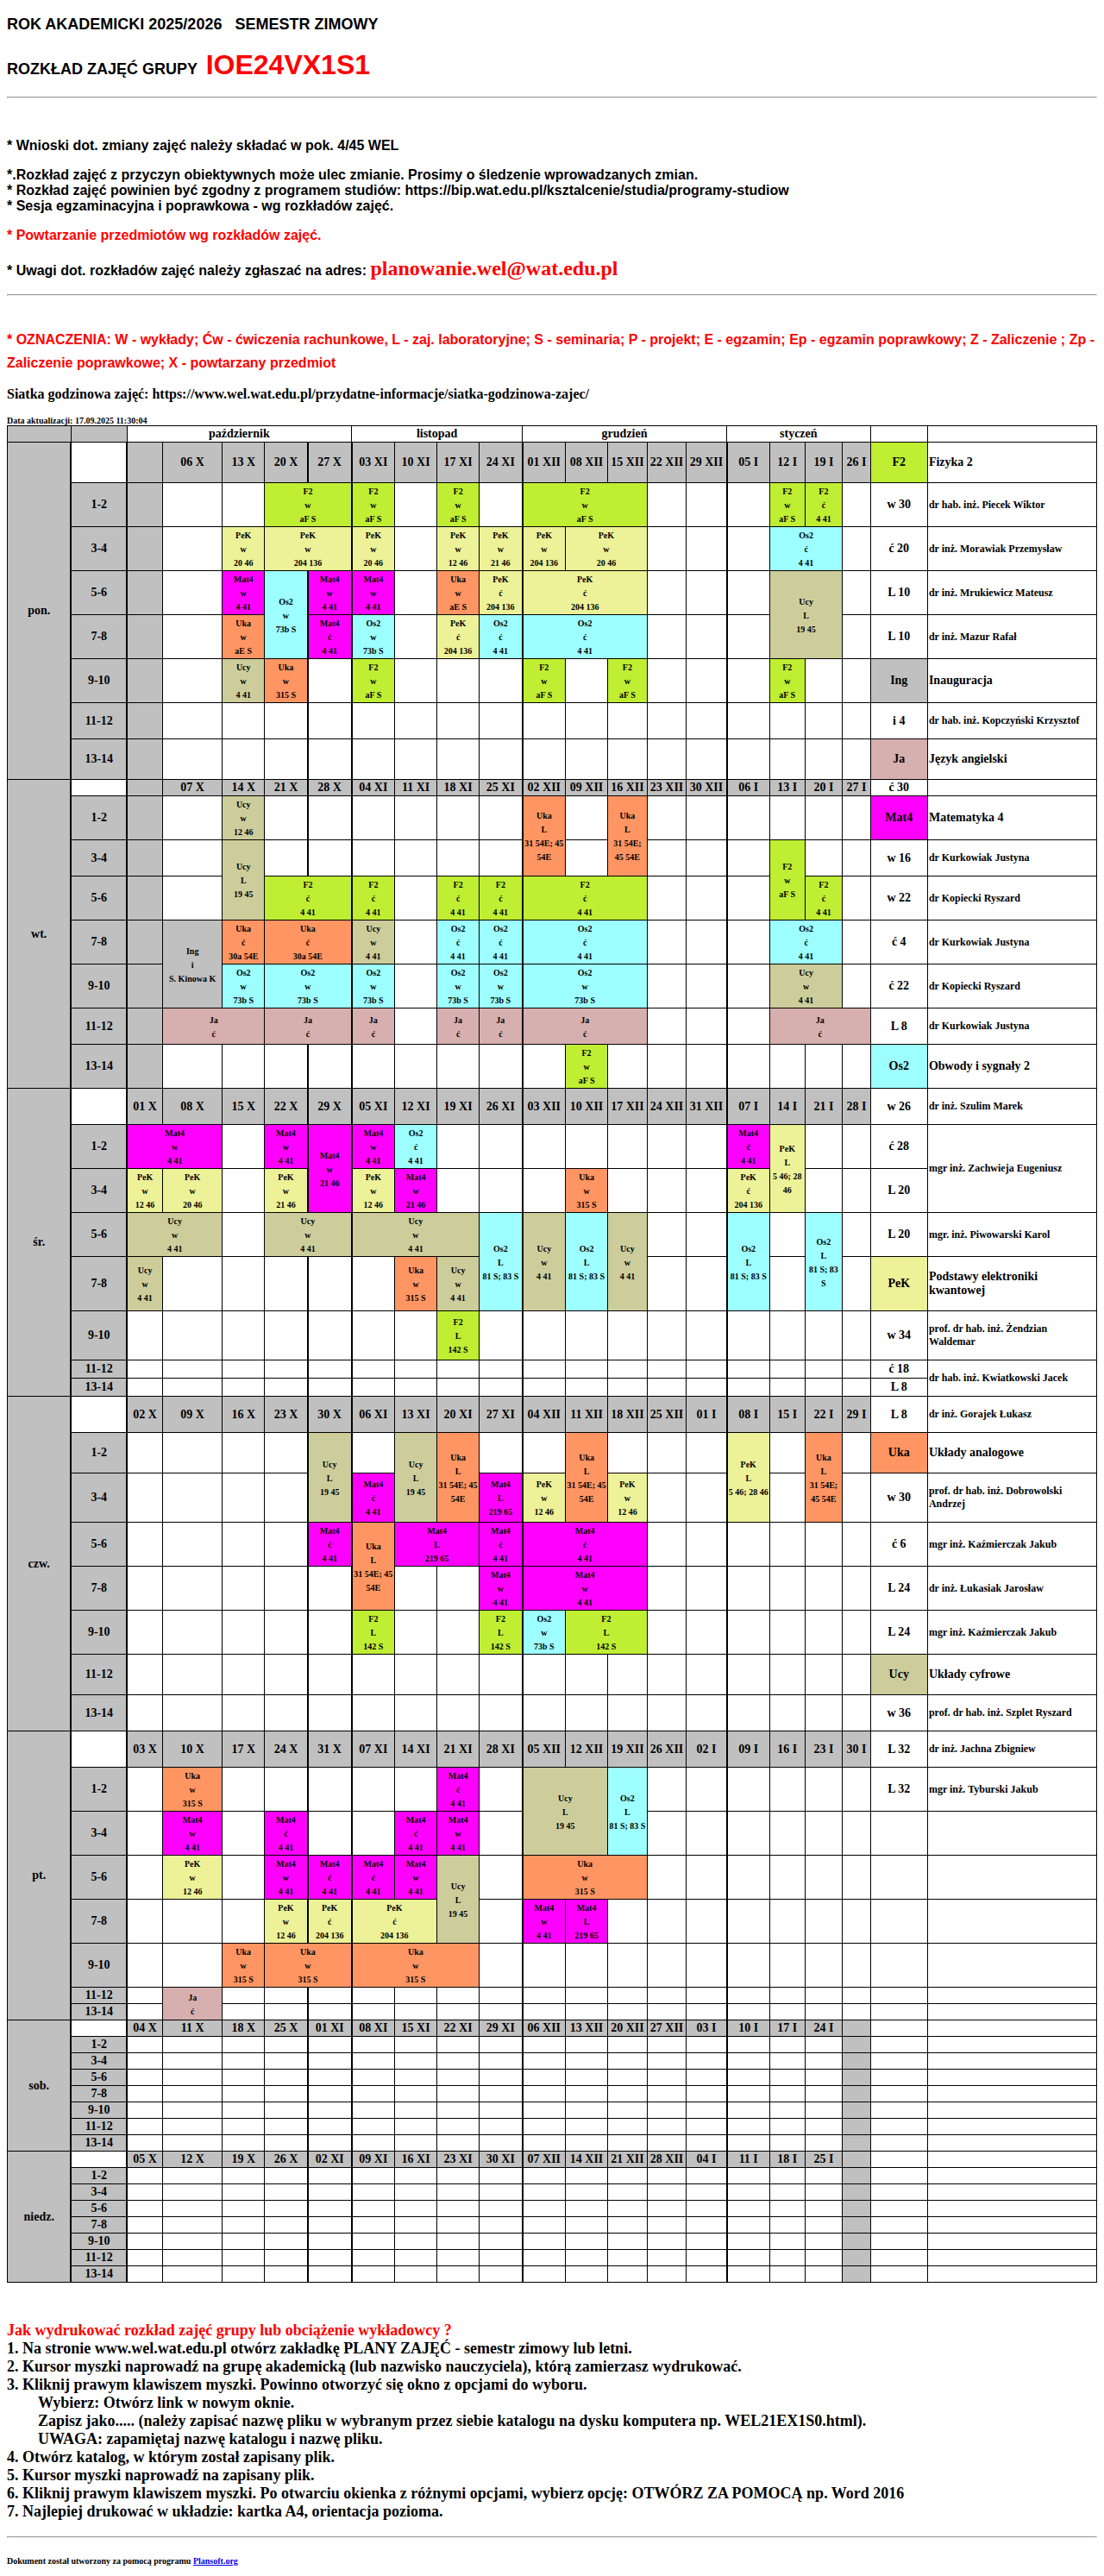 ROK AKADEMICKI 2025/2026 SEMESTR ZIMOWY
ROZKŁAD ZAJĘĆ GRUPY IOE24VX1S1
* Wnioski dot. zmiany zajęć należy składać w pok. 4/45 WEL
*.Rozkład zajęć z przyczyn obiektywnych może ulec zmianie. Prosimy o śledzenie wprowadzanych zmian.
* Rozkład zajęć powinien być zgodny z programem studiów: https://bip.wat.edu.pl/ksztalcenie/studia/programy-studiow
* Sesja egzaminacyjna i poprawkowa - wg rozkładów zajęć.
* Powtarzanie przedmiotów wg rozkładów zajęć.
* Uwagi dot. rozkładów zajęć należy zgłaszać na adres: planowanie.wel@wat.edu.pl
* OZNACZENIA: W - wykłady; Ćw - ćwiczenia rachunkowe, L - zaj. laboratoryjne; S - seminaria; P - projekt; E - egzamin; Ep - egzamin poprawkowy; Z - Zaliczenie ; Zp -
Zaliczenie poprawkowe; X - powtarzany przedmiot
Siatka godzinowa zajęć: https://www.wel.wat.edu.pl/przydatne-informacje/siatka-godzinowa-zajec/
Data aktualizacji: 17.09.2025 11:30:04
październik listopad grudzień styczeń
pon.
06 X 13 X 20 X 27 X 03 XI 10 XI 17 XI 24 XI 01 XII 08 XII 15 XII 22 XII 29 XII 05 I 12 I 19 I 26 I F2 Fizyka 2
1-2 F2 w aF S F2 w aF S F2 w aF S F2 w aF S F2 w aF S F2 ć 4 41 w 30 dr hab. inż. Piecek Wiktor
3-4 PeK w 20 46 PeK w 204 136 PeK w 20 46 PeK w 12 46 PeK w 21 46 PeK w 204 136 PeK w 20 46 Os2 ć 4 41 ć 20 dr inż. Morawiak Przemysław
5-6 Mat4 w 4 41 Os2 w 73b S Mat4 w 4 41 Mat4 w 4 41 Uka w aE S PeK ć 204 136 PeK ć 204 136 Ucy L 19 45 L 10 dr inż. Mrukiewicz Mateusz
7-8 Uka w aE S Mat4 ć 4 41 Os2 w 73b S PeK ć 204 136 Os2 ć 4 41 Os2 ć 4 41 L 10 dr inż. Mazur Rafał
9-10 Ucy w 4 41 Uka w 315 S F2 w aF S F2 w aF S F2 w aF S F2 w aF S Ing Inauguracja
11-12 i 4 dr hab. inż. Kopczyński Krzysztof
13-14 Ja Język angielski
wt.
07 X 14 X 21 X 28 X 04 XI 11 XI 18 XI 25 XI 02 XII 09 XII 16 XII 23 XII 30 XII 06 I 13 I 20 I 27 I ć 30
1-2 Ucy w 12 46 Uka L 31 54E; 45 54E Uka L 31 54E; 45 54E Mat4 Matematyka 4
3-4 Ucy L 19 45 F2 w aF S w 16 dr Kurkowiak Justyna
5-6 F2 ć 4 41 F2 ć 4 41 F2 ć 4 41 F2 ć 4 41 F2 ć 4 41 F2 ć 4 41 w 22 dr Kopiecki Ryszard
7-8 Ing i S. Kinowa K Uka ć 30a 54E Uka ć 30a 54E Ucy w 4 41 Os2 ć 4 41 Os2 ć 4 41 Os2 ć 4 41 Os2 ć 4 41 ć 4 dr Kurkowiak Justyna
9-10 Os2 w 73b S Os2 w 73b S Os2 w 73b S Os2 w 73b S Os2 w 73b S Os2 w 73b S Ucy w 4 41 ć 22 dr Kopiecki Ryszard
11-12 Ja ć Ja ć Ja ć Ja ć Ja ć Ja ć Ja ć L 8 dr Kurkowiak Justyna
13-14 F2 w aF S Os2 Obwody i sygnały 2
śr.
01 X 08 X 15 X 22 X 29 X 05 XI 12 XI 19 XI 26 XI 03 XII 10 XII 17 XII 24 XII 31 XII 07 I 14 I 21 I 28 I w 26 dr inż. Szulim Marek
1-2 Mat4 w 4 41 Mat4 w 4 41 Mat4 w 21 46 Mat4 w 4 41 Os2 ć 4 41 Mat4 ć 4 41 PeK L 5 46; 28 46 ć 28 mgr inż. Zachwieja Eugeniusz
3-4 PeK w 12 46 PeK w 20 46 PeK w 21 46 PeK w 12 46 Mat4 w 21 46 Uka w 315 S PeK ć 204 136 L 20
5-6 Ucy w 4 41 Ucy w 4 41 Ucy w 4 41 Os2 L 81 S; 83 S Ucy w 4 41 Os2 L 81 S; 83 S Ucy w 4 41 Os2 L 81 S; 83 S Os2 L 81 S; 83 S L 20 mgr. inż. Piwowarski Karol
7-8 Ucy w 4 41 Uka w 315 S Ucy w 4 41 PeK Podstawy elektroniki kwantowej
9-10 F2 L 142 S w 34 prof. dr hab. inż. Żendzian Waldemar
11-12 ć 18 dr hab. inż. Kwiatkowski Jacek
13-14 L 8
czw.
02 X 09 X 16 X 23 X 30 X 06 XI 13 XI 20 XI 27 XI 04 XII 11 XII 18 XII 25 XII 01 I 08 I 15 I 22 I 29 I L 8 dr inż. Gorajek Łukasz
1-2 Ucy L 19 45 Ucy L 19 45 Uka L 31 54E; 45 54E Uka L 31 54E; 45 54E PeK L 5 46; 28 46 Uka L 31 54E; 45 54E Uka Układy analogowe
3-4 Mat4 ć 4 41 Mat4 L 219 65 PeK w 12 46 PeK w 12 46 w 30 prof. dr hab. inż. Dobrowolski Andrzej
5-6 Mat4 ć 4 41 Uka L 31 54E; 45 54E Mat4 L 219 65 Mat4 ć 4 41 Mat4 ć 4 41 ć 6 mgr inż. Kaźmierczak Jakub
7-8 Mat4 w 4 41 Mat4 w 4 41 L 24 dr inż. Łukasiak Jarosław
9-10 F2 L 142 S F2 L 142 S Os2 w 73b S F2 L 142 S L 24 mgr inż. Kaźmierczak Jakub
11-12 Ucy Układy cyfrowe
13-14 w 36 prof. dr hab. inż. Szplet Ryszard
pt.
03 X 10 X 17 X 24 X 31 X 07 XI 14 XI 21 XI 28 XI 05 XII 12 XII 19 XII 26 XII 02 I 09 I 16 I 23 I 30 I L 32 dr inż. Jachna Zbigniew
1-2 Uka w 315 S Mat4 ć 4 41 Ucy L 19 45 Os2 L 81 S; 83 S L 32 mgr inż. Tyburski Jakub
3-4 Mat4 w 4 41 Mat4 ć 4 41 Mat4 ć 4 41 Mat4 w 4 41
5-6 PeK w 12 46 Mat4 w 4 41 Mat4 ć 4 41 Mat4 ć 4 41 Mat4 w 4 41 Ucy L 19 45 Uka w 315 S
7-8 PeK w 12 46 PeK ć 204 136 PeK ć 204 136 Mat4 w 4 41 Mat4 L 219 65
9-10 Uka w 315 S Uka w 315 S Uka w 315 S
11-12 Ja ć
13-14
sob.
04 X 11 X 18 X 25 X 01 XI 08 XI 15 XI 22 XI 29 XI 06 XII 13 XII 20 XII 27 XII 03 I 10 I 17 I 24 I
1-2
3-4
5-6
7-8
9-10
11-12
13-14
niedz.
05 X 12 X 19 X 26 X 02 XI 09 XI 16 XI 23 XI 30 XI 07 XII 14 XII 21 XII 28 XII 04 I 11 I 18 I 25 I
1-2
3-4
5-6
7-8
9-10
11-12
13-14
Jak wydrukować rozkład zajęć grupy lub obciążenie wykładowcy ?
1. Na stronie www.wel.wat.edu.pl otwórz zakładkę PLANY ZAJĘĆ - semestr zimowy lub letni.
2. Kursor myszki naprowadź na grupę akademicką (lub nazwisko nauczyciela), którą zamierzasz wydrukować.
3. Kliknij prawym klawiszem myszki. Powinno otworzyć się okno z opcjami do wyboru.
Wybierz: Otwórz link w nowym oknie.
Zapisz jako..... (należy zapisać nazwę pliku w wybranym przez siebie katalogu na dysku komputera np. WEL21EX1S0.html).
UWAGA: zapamiętaj nazwę katalogu i nazwę pliku.
4. Otwórz katalog, w którym został zapisany plik.
5. Kursor myszki naprowadź na zapisany plik.
6. Kliknij prawym klawiszem myszki. Po otwarciu okienka z różnymi opcjami, wybierz opcję: OTWÓRZ ZA POMOCĄ np. Word 2016
7. Najlepiej drukować w układzie: kartka A4, orientacja pozioma.
Dokument został utworzony za pomocą programu Plansoft.org